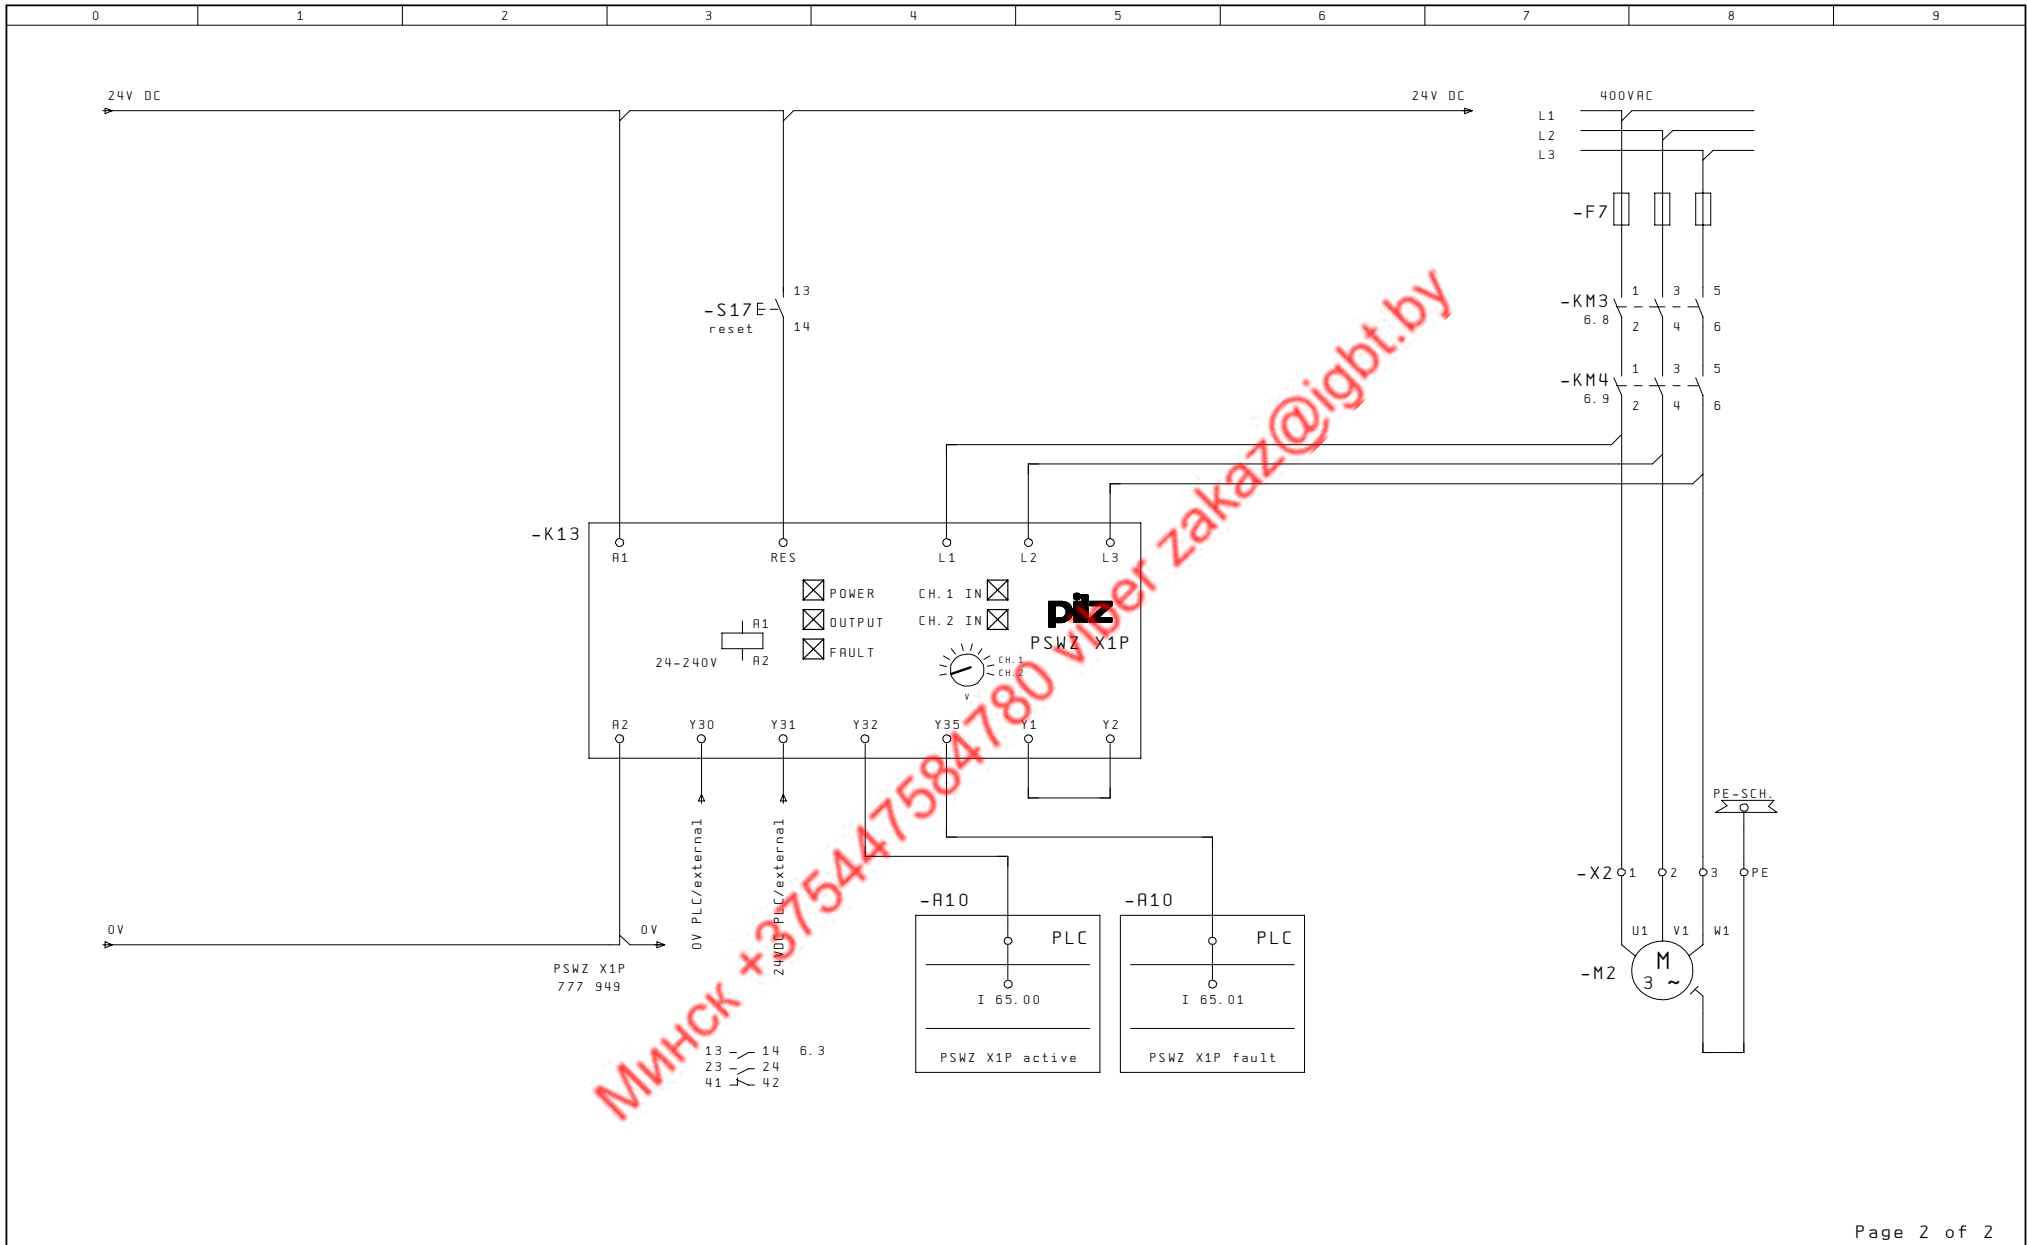 0 1 2 3 4 5 6 7 8 9
24V DC
24V DC
400VAC
L1
L2
L3
-F7
-S17
reset
13
14
-KM3
6.8
1 3 5
2 4 6
-KM4
6.9
1 3 5
2 4 6
-K13
A1 RES L1 L2 L3
POWER
OUTPUT
FAULT
CH.1 IN
CH.2 IN
pilz
PSWZ X1P
A1
A2
24-240V
CH.1
CH.2
V
A2 Y30 Y31 Y32 Y35 Y1 Y2
0V PLC/external
24VDC PLC/external
0V
0V
PSWZ X1P
777 949
13 14 6.3
23 24
41 42
-A10
PLC
I 65.00
PSWZ X1P active
-A10
PLC
I 65.01
PSWZ X1P fault
PE-SCH.
-X2 1 2 3 PE
U1 V1 W1
-M2
M
3 ~
Минск +375447584780 viber zakaz@igbt.by
Page 2 of 2